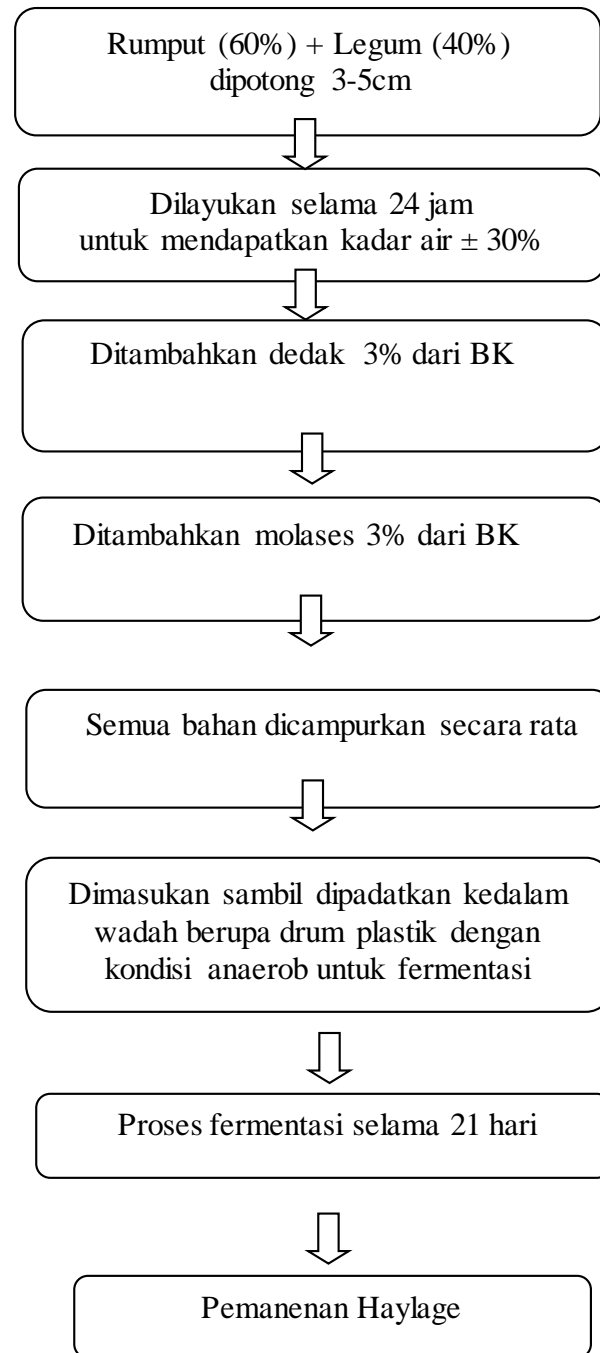 Rumput (60%) + Legum (40%)
dipotong 3-5cm
Dilayukan selama 24 jam
untuk mendapatkan kadar air ± 30%
Ditambahkan dedak 3% dari BK
Ditambahkan molases 3% dari BK
Semua bahan dicampurkan secara rata
Dimasukan sambil dipadatkan kedalam
wadah berupa drum plastik dengan
kondisi anaerob untuk fermentasi
Proses fermentasi selama 21 hari
Pemanenan Haylage